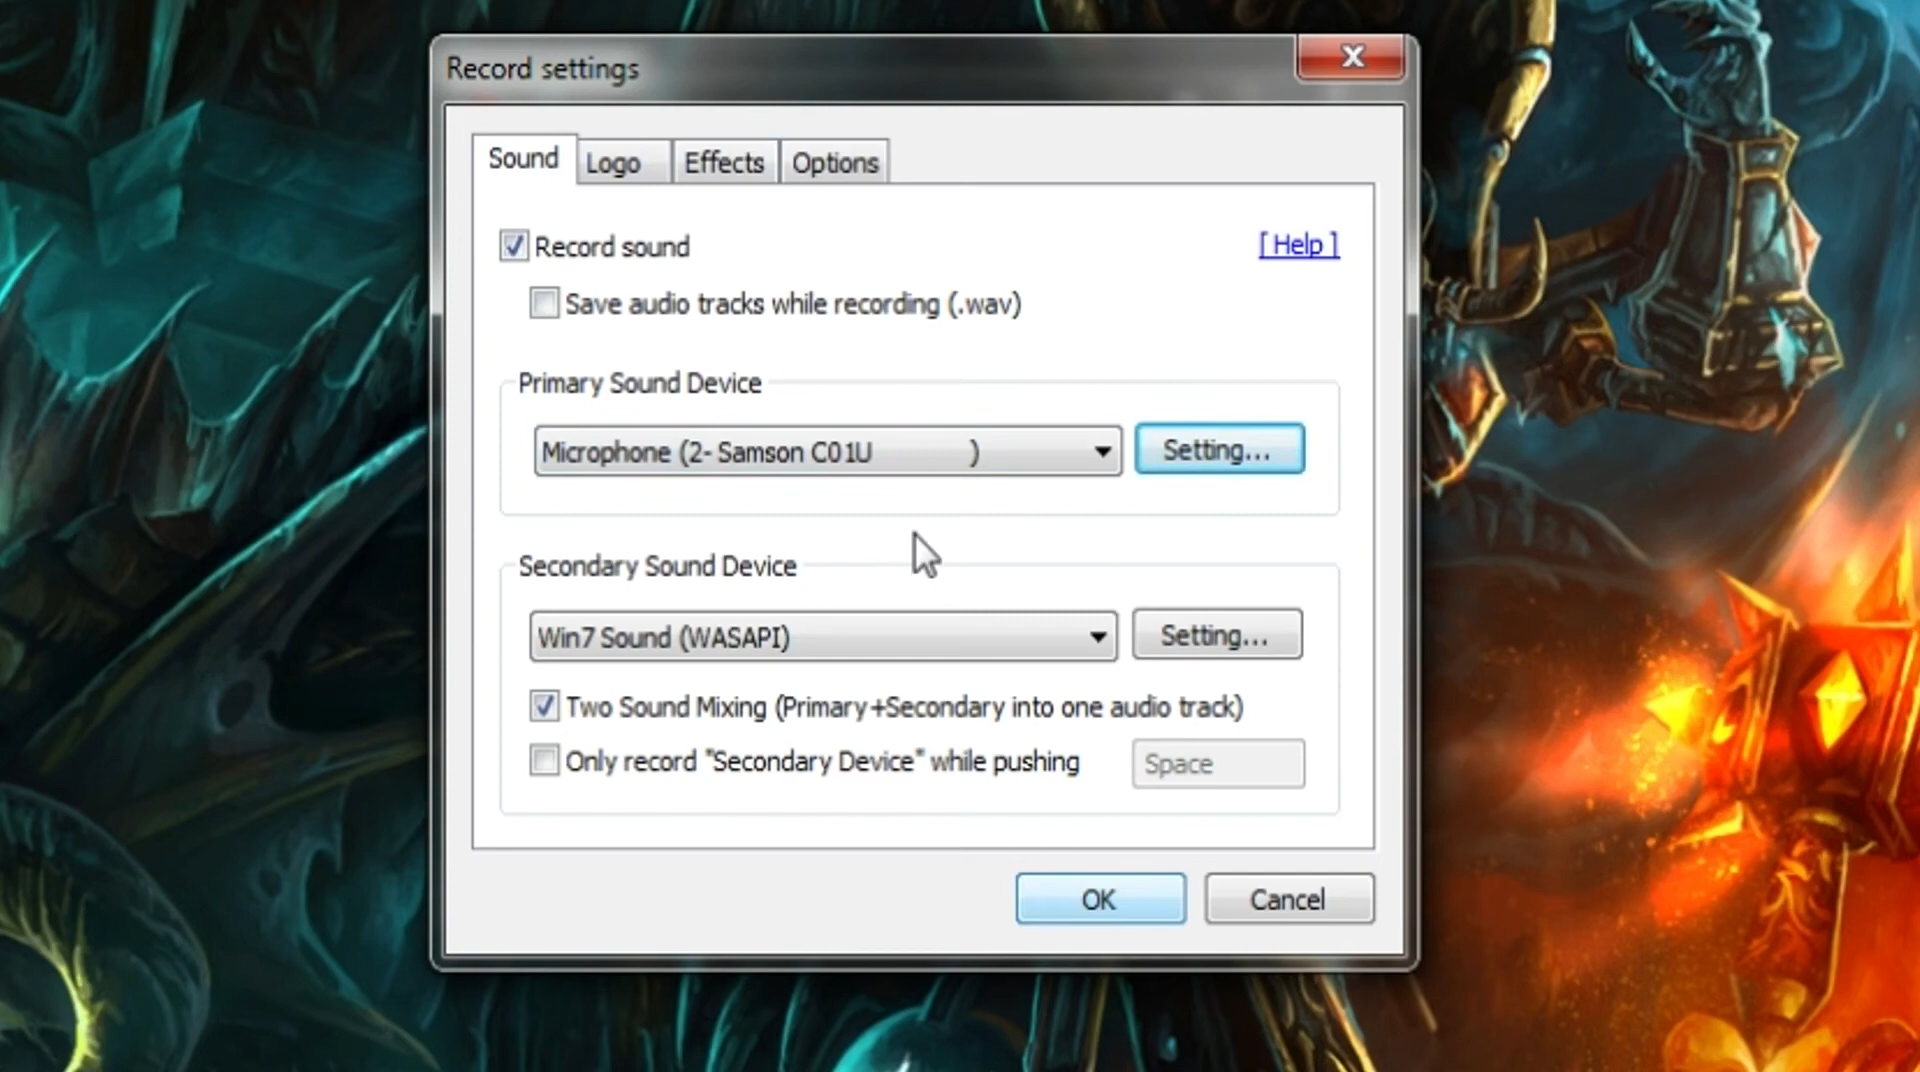 Record settings
Sound Logo Effects Options
Record sound [ Help ]
Save audio tracks while recording (.wav)
Primary Sound Device
Microphone (2- Samson C01U ) Setting...
Secondary Sound Device
Win7 Sound (WASAPI) Setting...
Two Sound Mixing (Primary+Secondary into one audio track)
Only record "Secondary Device" while pushing Space
OK Cancel